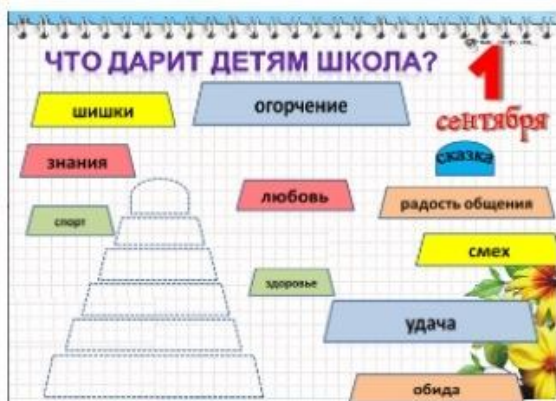 ЧТО ДАРИТ ДЕТЯМ ШКОЛА?
1
сентября
шишки
огорчение
сказка
знания
любовь
радость общения
спорт
смех
здоровье
удача
обида